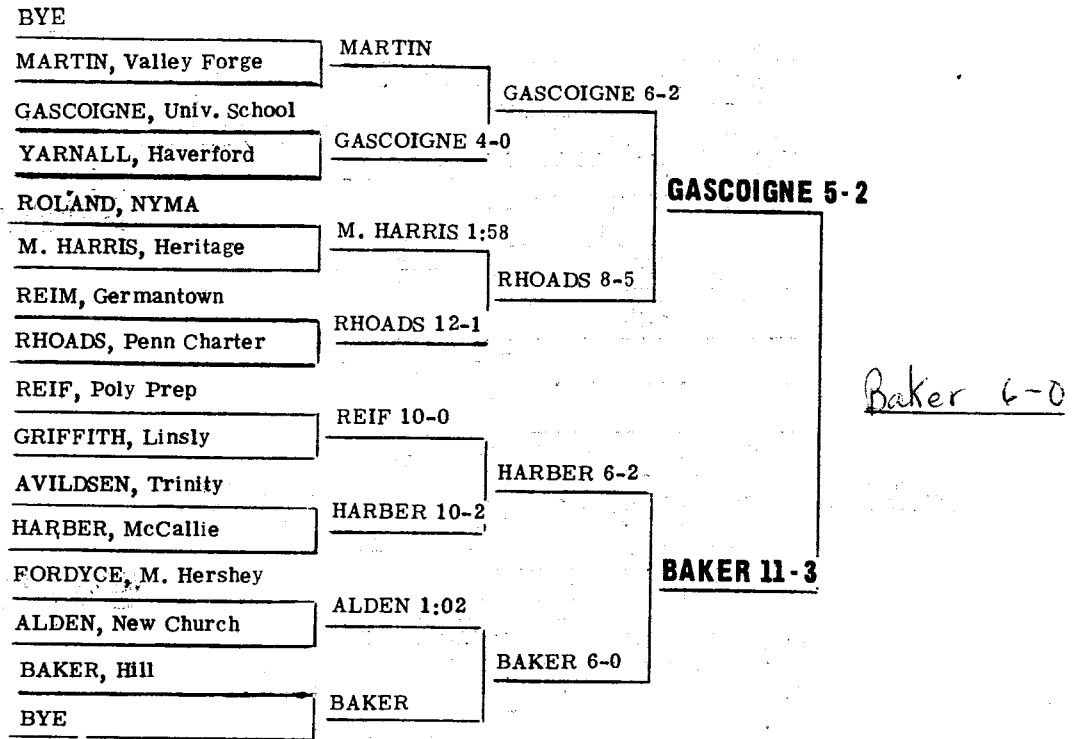 BYE
MARTIN, Valley Forge
MARTIN
GASCOIGNE 6-2
GASCOIGNE, Univ. School
YARNALL, Haverford
GASCOIGNE 4-0
GASCOIGNE 5-2
ROLAND, NYMA
M. HARRIS, Heritage
M. HARRIS 1:58
RHOADS 8-5
REIM, Germantown
RHOADS, Penn Charter
RHOADS 12-1
Baker 6-0
REIF, Poly Prep
GRIFFITH, Linsly
REIF 10-0
HARBER 6-2
AVILDSEN, Trinity
HARBER, McCallie
HARBER 10-2
BAKER 11-3
FORDYCE, M. Hershey
ALDEN, New Church
ALDEN 1:02
BAKER 6-0
BAKER, Hill
BYE
BAKER